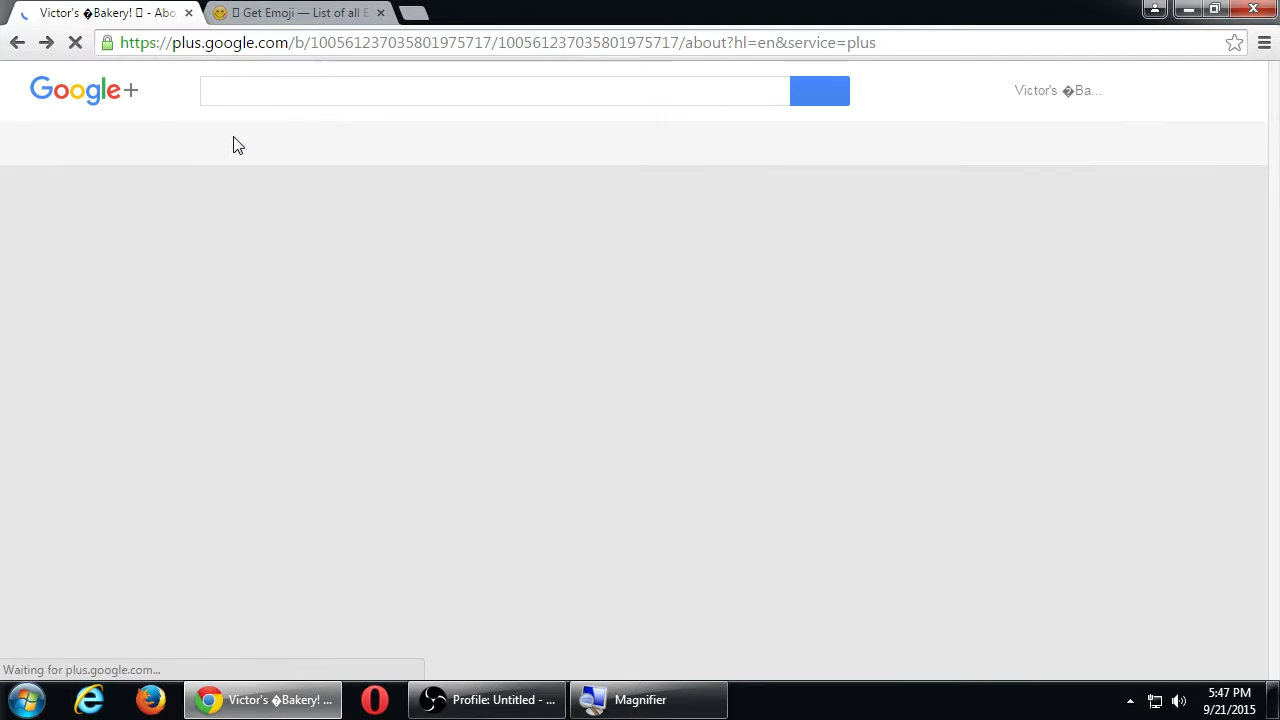 Victor's �Bakery! 🎂 - Abo
Get Emoji — List of all E
https://plus.google.com/b/100561237035801975717/100561237035801975717/about?hl=en&service=plus
Google+
Victor's �Ba...
Waiting for plus.google.com...
Victor's �Bakery! ...
Profile: Untitled - ...
Magnifier
5:47 PM
9/21/2015